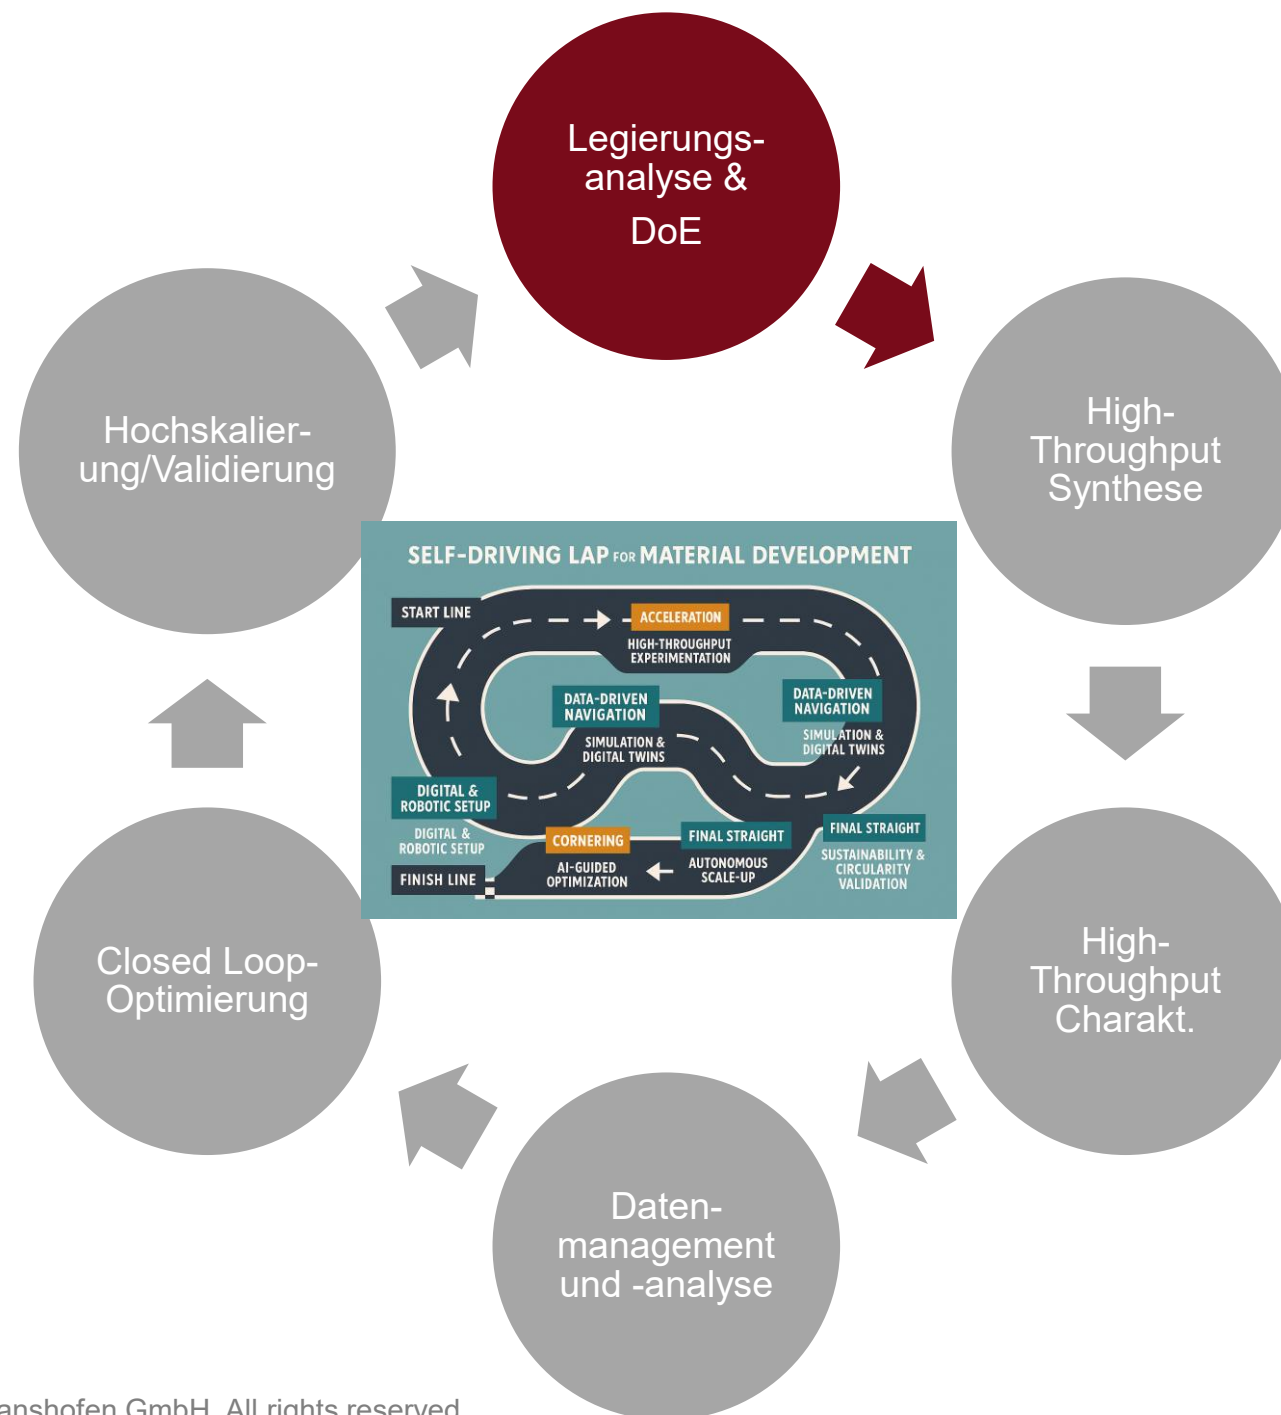 Legierungs-
analyse &
DoE
High-
Throughput
Synthese
High-
Throughput
Charakt.
Daten-
management
und -analyse
Closed Loop-
Optimierung
Hochskalier-
ung/Validierung
SELF-DRIVING LAP FOR MATERIAL DEVELOPMENT
START LINE
ACCELERATION
HIGH-THROUGHPUT
EXPERIMENTATION
DATA-DRIVEN
NAVIGATION
SIMULATION &
DIGITAL TWINS
DATA-DRIVEN
NAVIGATION
SIMULATION &
DIGITAL TWINS
DIGITAL &
ROBOTIC SETUP
DIGITAL &
ROBOTIC SETUP
CORNERING
AI-GUIDED
OPTIMIZATION
FINAL STRAIGHT
AUTONOMOUS
SCALE-UP
FINAL STRAIGHT
SUSTAINABILITY &
CIRCULARITY
VALIDATION
FINISH LINE
anshofen GmbH. All rights reserved